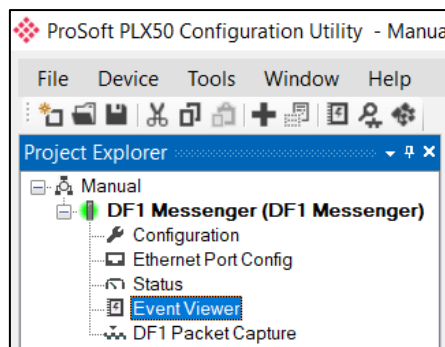 ProSoft PLX50 Configuration Utility - Manua
File Device Tools Window Help
Project Explorer
Manual
DF1 Messenger (DF1 Messenger)
Configuration
Ethernet Port Config
Status
Event Viewer
DF1 Packet Capture